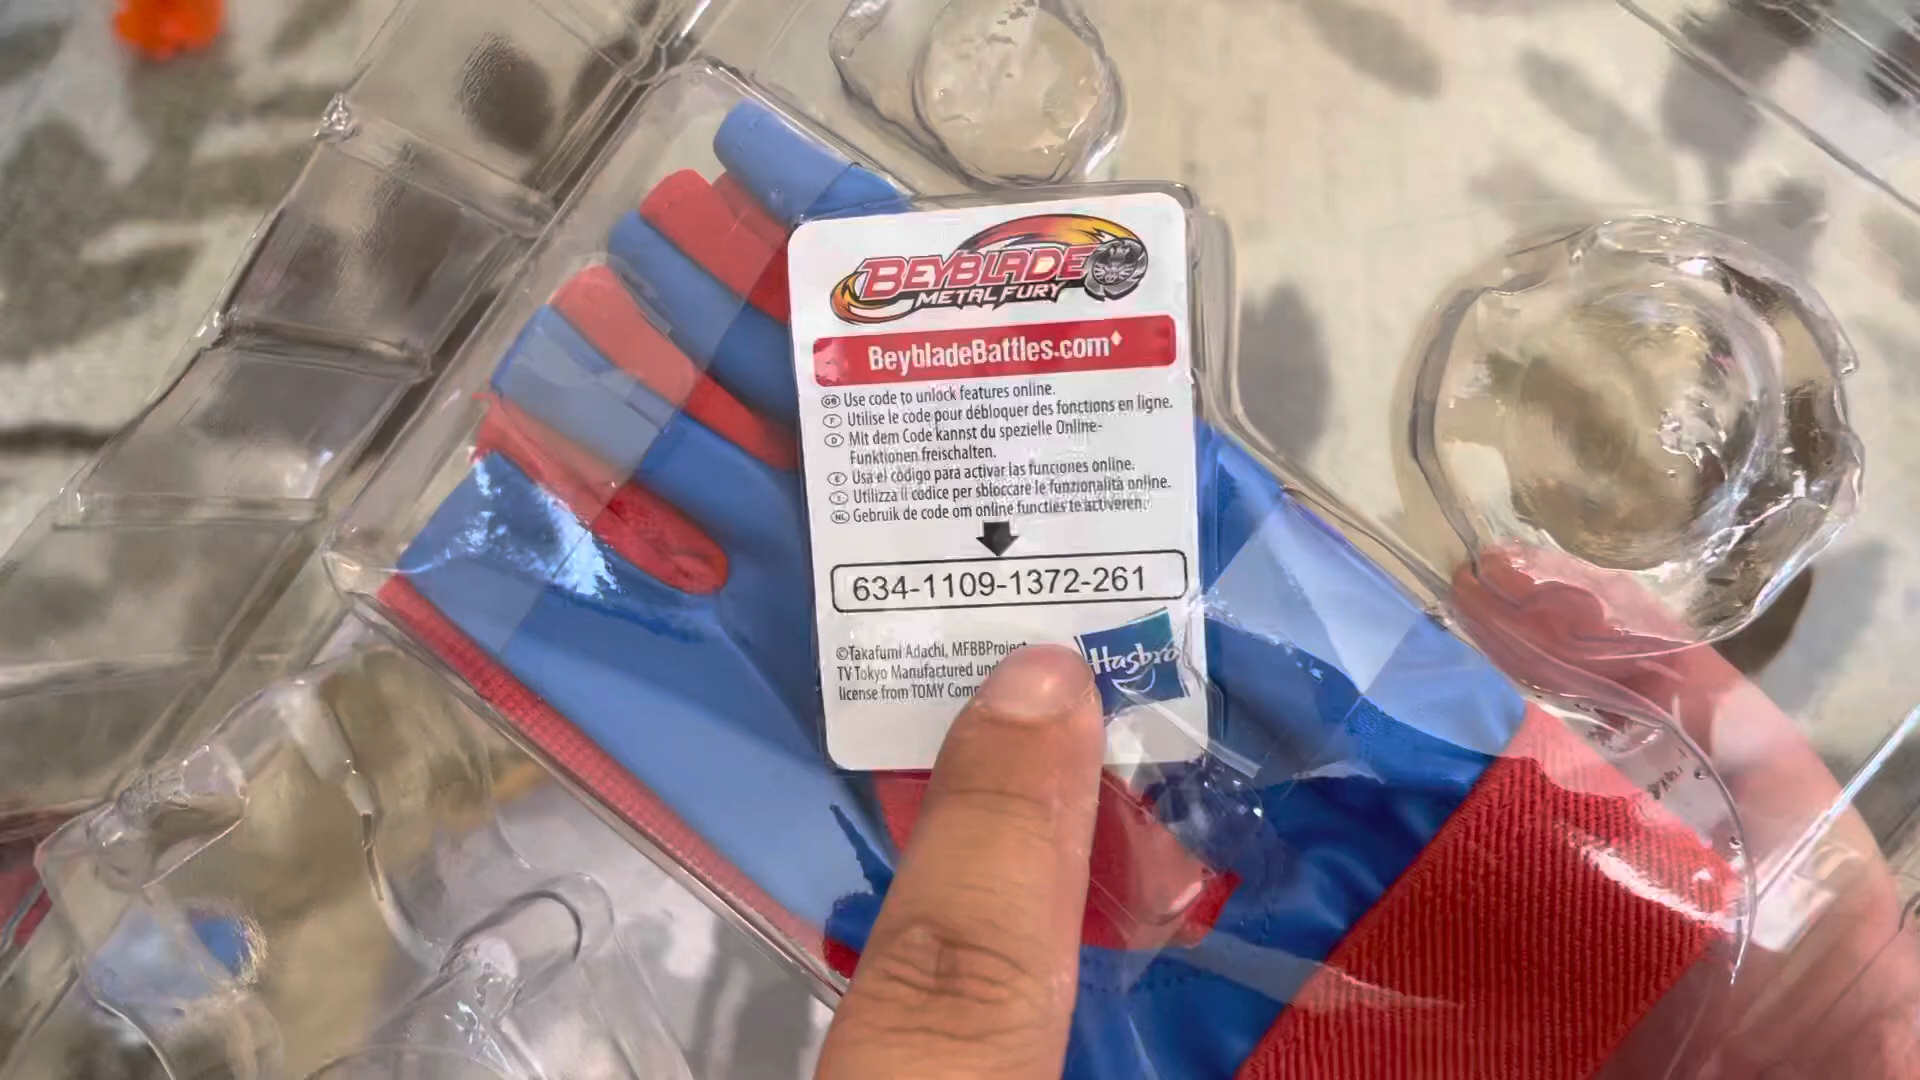 BEYBLADE
METAL FURY
BeybladeBattles.com♦
GB Use code to unlock features online.
F Utilise le code pour débloquer des fonctions en ligne.
D Mit dem Code kannst du spezielle Online-
Funktionen freischalten.
E Usa el código para activar las funciones online.
I Utilizza il codice per sbloccare le funzionalità online.
NL Gebruik de code om online functies te activeren.
634-1109-1372-261
©Takafumi Adachi, MFBBProject
TV Tokyo Manufactured
license from TOMY
Hasbro